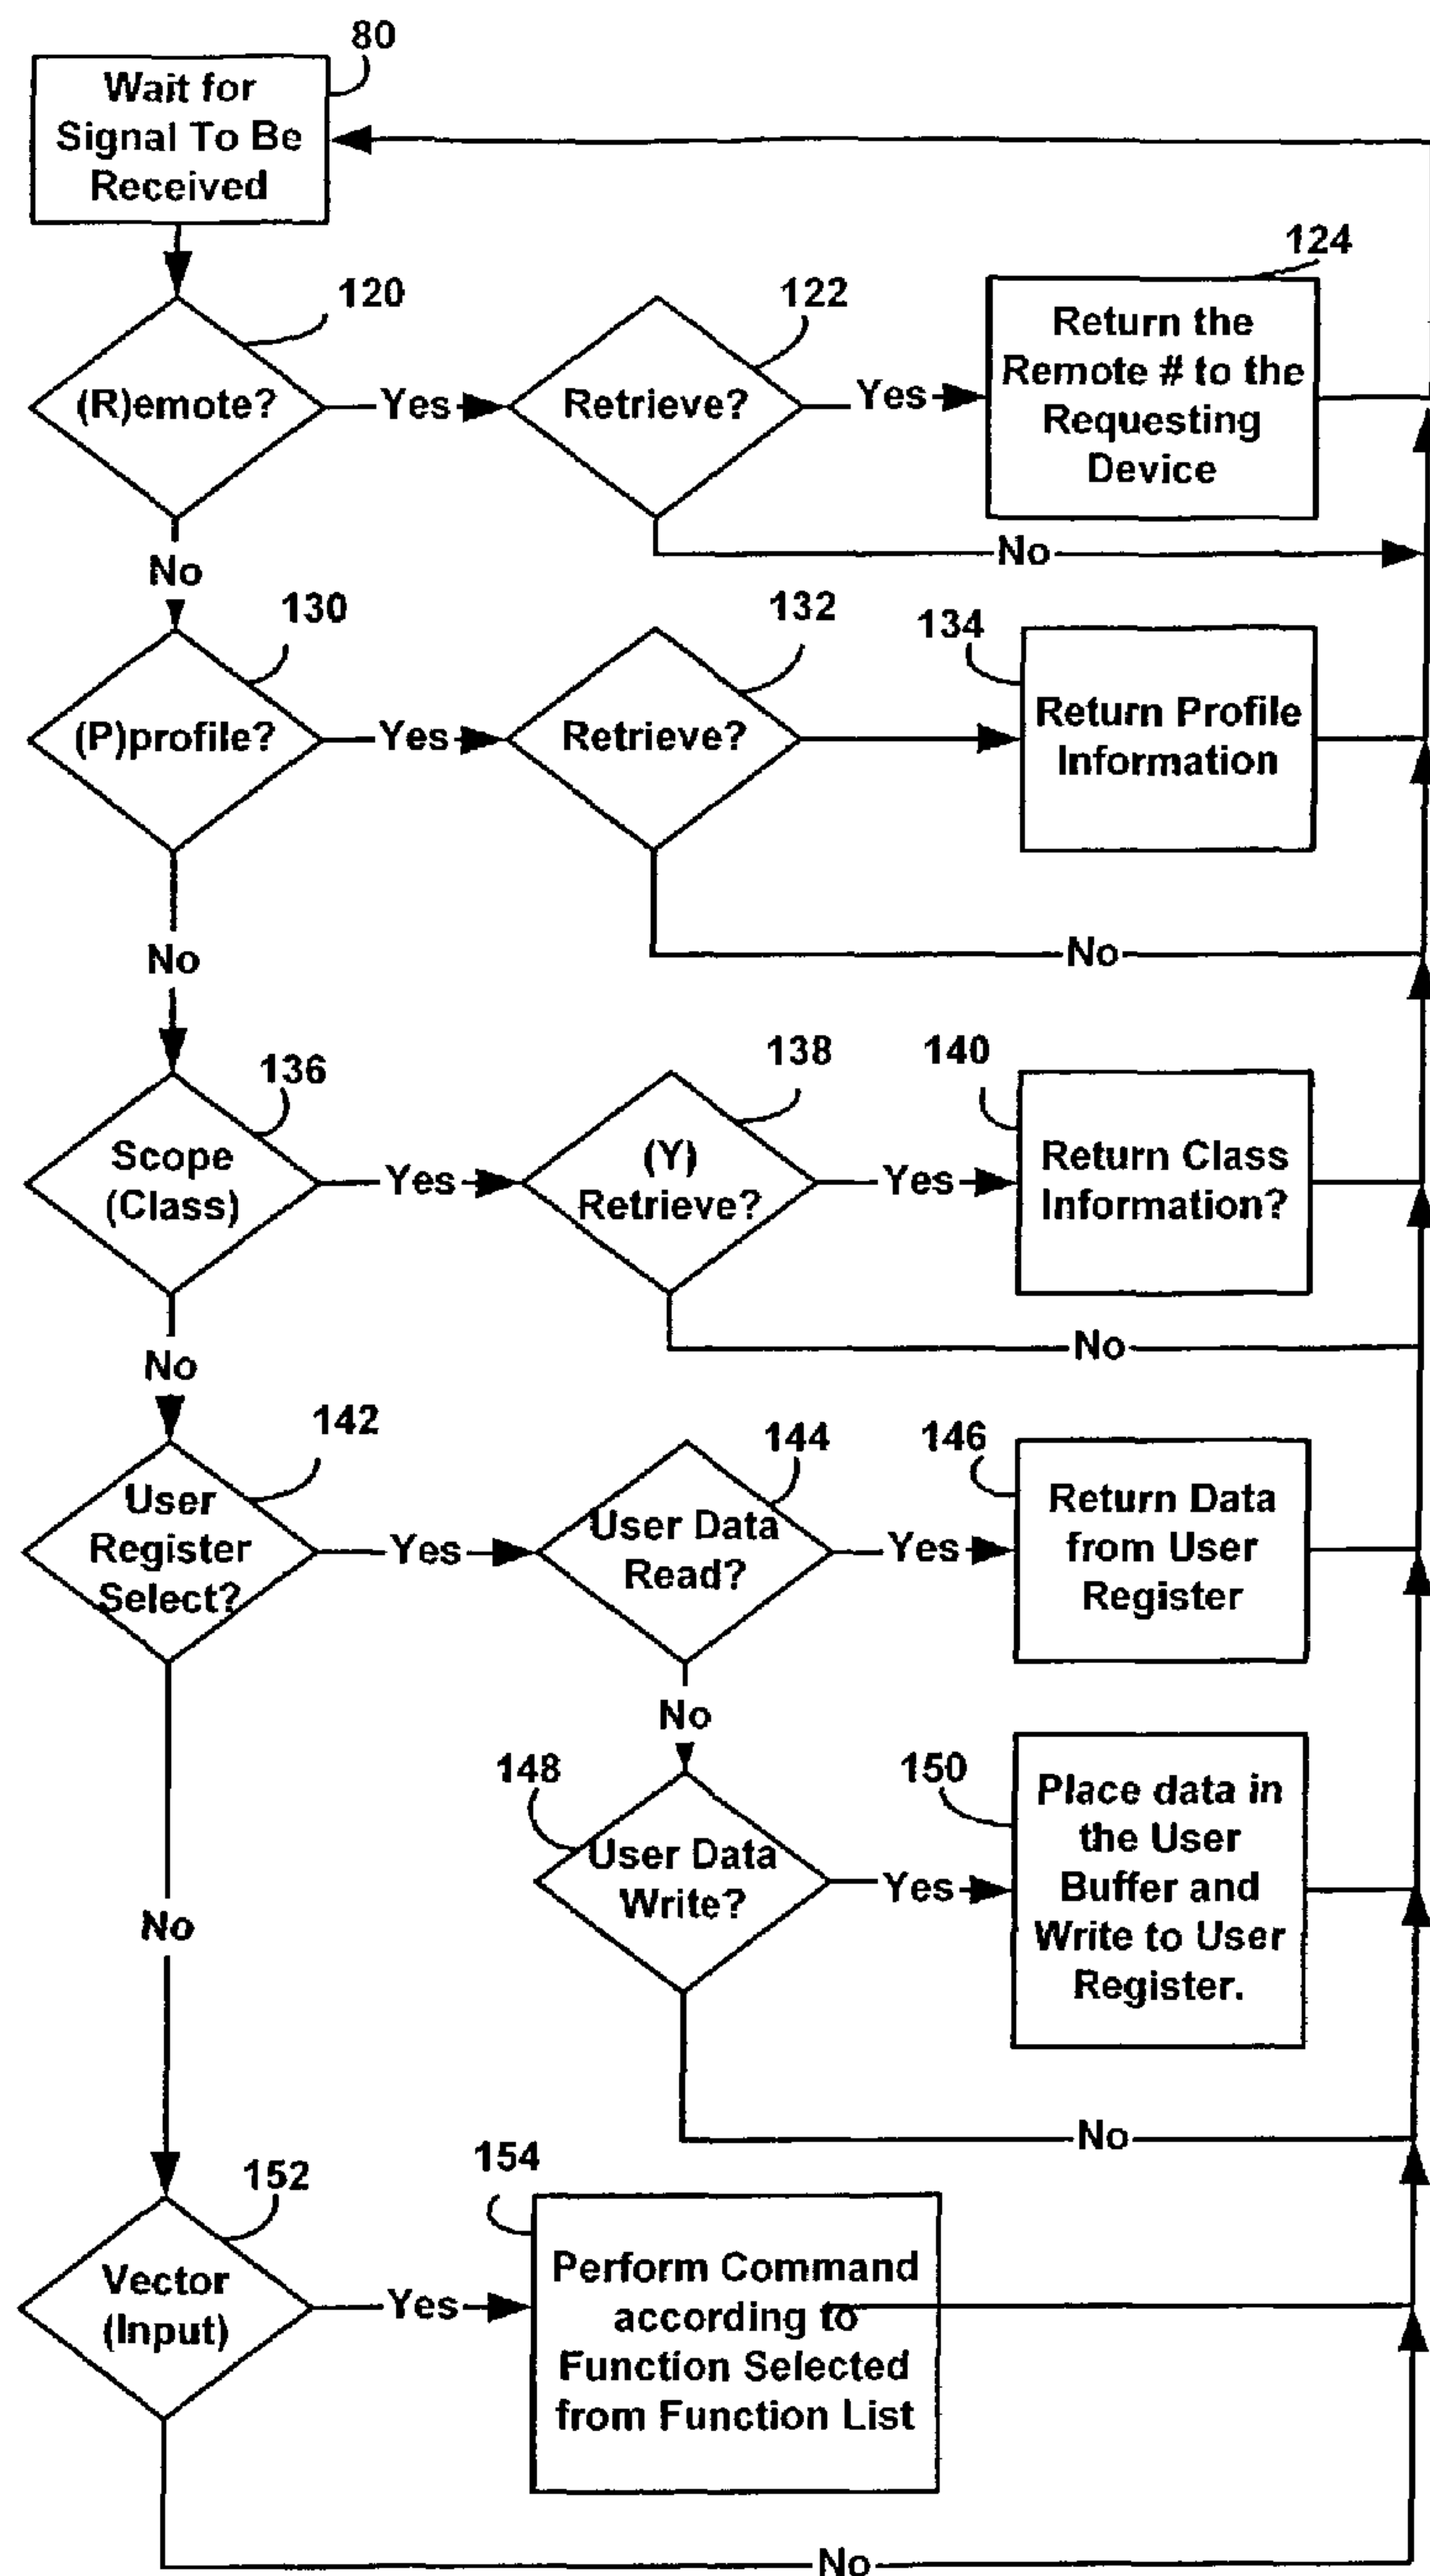 80
Wait for
Signal To Be
Received
124
120
122
(R)emote?
Yes
Retrieve?
Yes
Return the
Remote # to the
Requesting
Device
No
No
130
132
134
(P)profile?
Yes
Retrieve?
Return Profile
Information
No
No
136
138
140
Scope
(Class)
Yes
(Y)
Retrieve?
Yes
Return Class
Information?
No
No
142
144
146
User
Register
Select?
Yes
User Data
Read?
Yes
Return Data
from User
Register
No
148
150
User Data
Write?
Yes
Place data in
the User
Buffer and
Write to User
Register.
No
No
152
154
Vector
(Input)
Yes
Perform Command
according to
Function Selected
from Function List
No